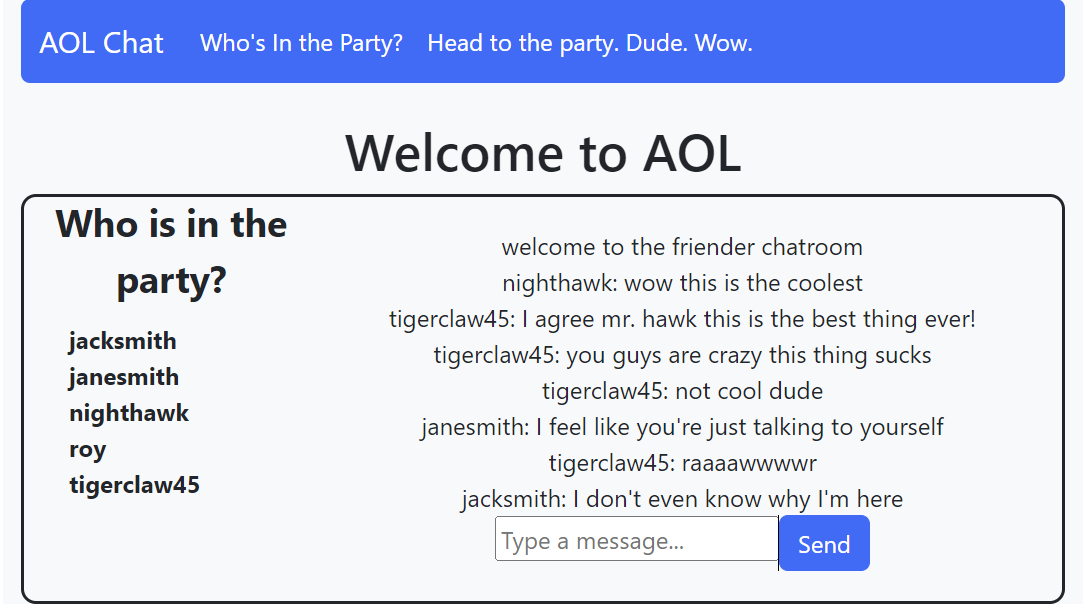 AOL Chat Who's In the Party? Head to the party. Dude. Wow.
Welcome to AOL
Who is in the
party?
jacksmith
janesmith
nighthawk
roy
tigerclaw45
welcome to the friender chatroom
nighthawk: wow this is the coolest
tigerclaw45: I agree mr. hawk this is the best thing ever!
tigerclaw45: you guys are crazy this thing sucks
tigerclaw45: not cool dude
janesmith: I feel like you're just talking to yourself
tigerclaw45: raaaawwwwr
jacksmith: I don't even know why I'm here
Type a message... Send